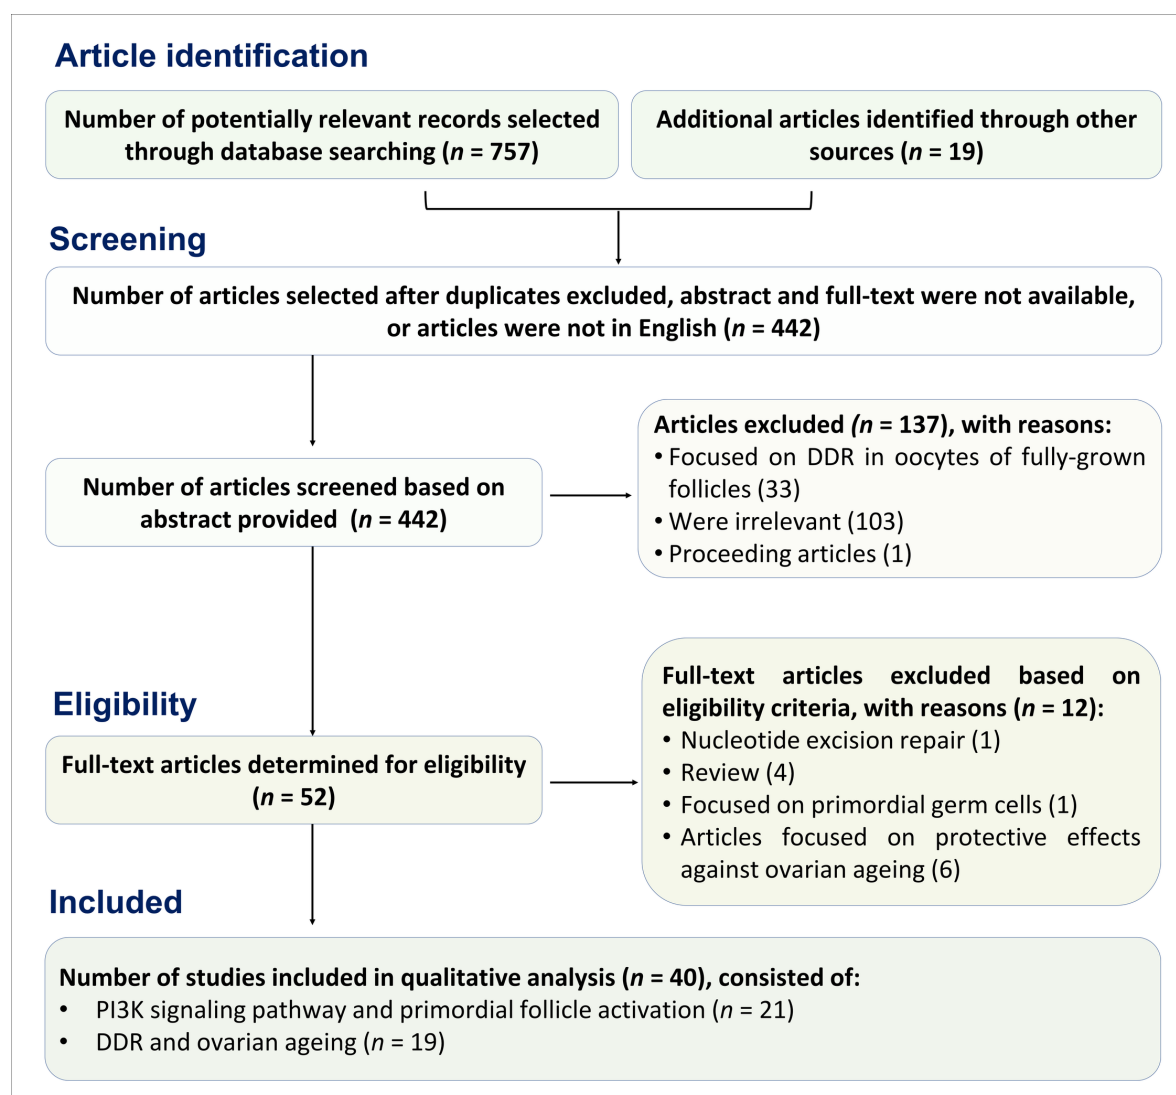 Article identification
Number of potentially relevant records selected
through database searching (n = 757)
Additional articles identified through other
sources (n = 19)
Screening
Number of articles selected after duplicates excluded, abstract and full-text were not available,
or articles were not in English (n = 442)
Number of articles screened based on
abstract provided (n = 442)
Articles excluded (n = 137), with reasons:
• Focused on DDR in oocytes of fully-grown
follicles (33)
• Were irrelevant (103)
• Proceeding articles (1)
Eligibility
Full-text articles determined for eligibility
(n = 52)
Full-text articles excluded based on
eligibility criteria, with reasons (n = 12):
• Nucleotide excision repair (1)
• Review (4)
• Focused on primordial germ cells (1)
• Articles focused on protective effects
against ovarian ageing (6)
Included
Number of studies included in qualitative analysis (n = 40), consisted of:
• PI3K signaling pathway and primordial follicle activation (n = 21)
• DDR and ovarian ageing (n = 19)